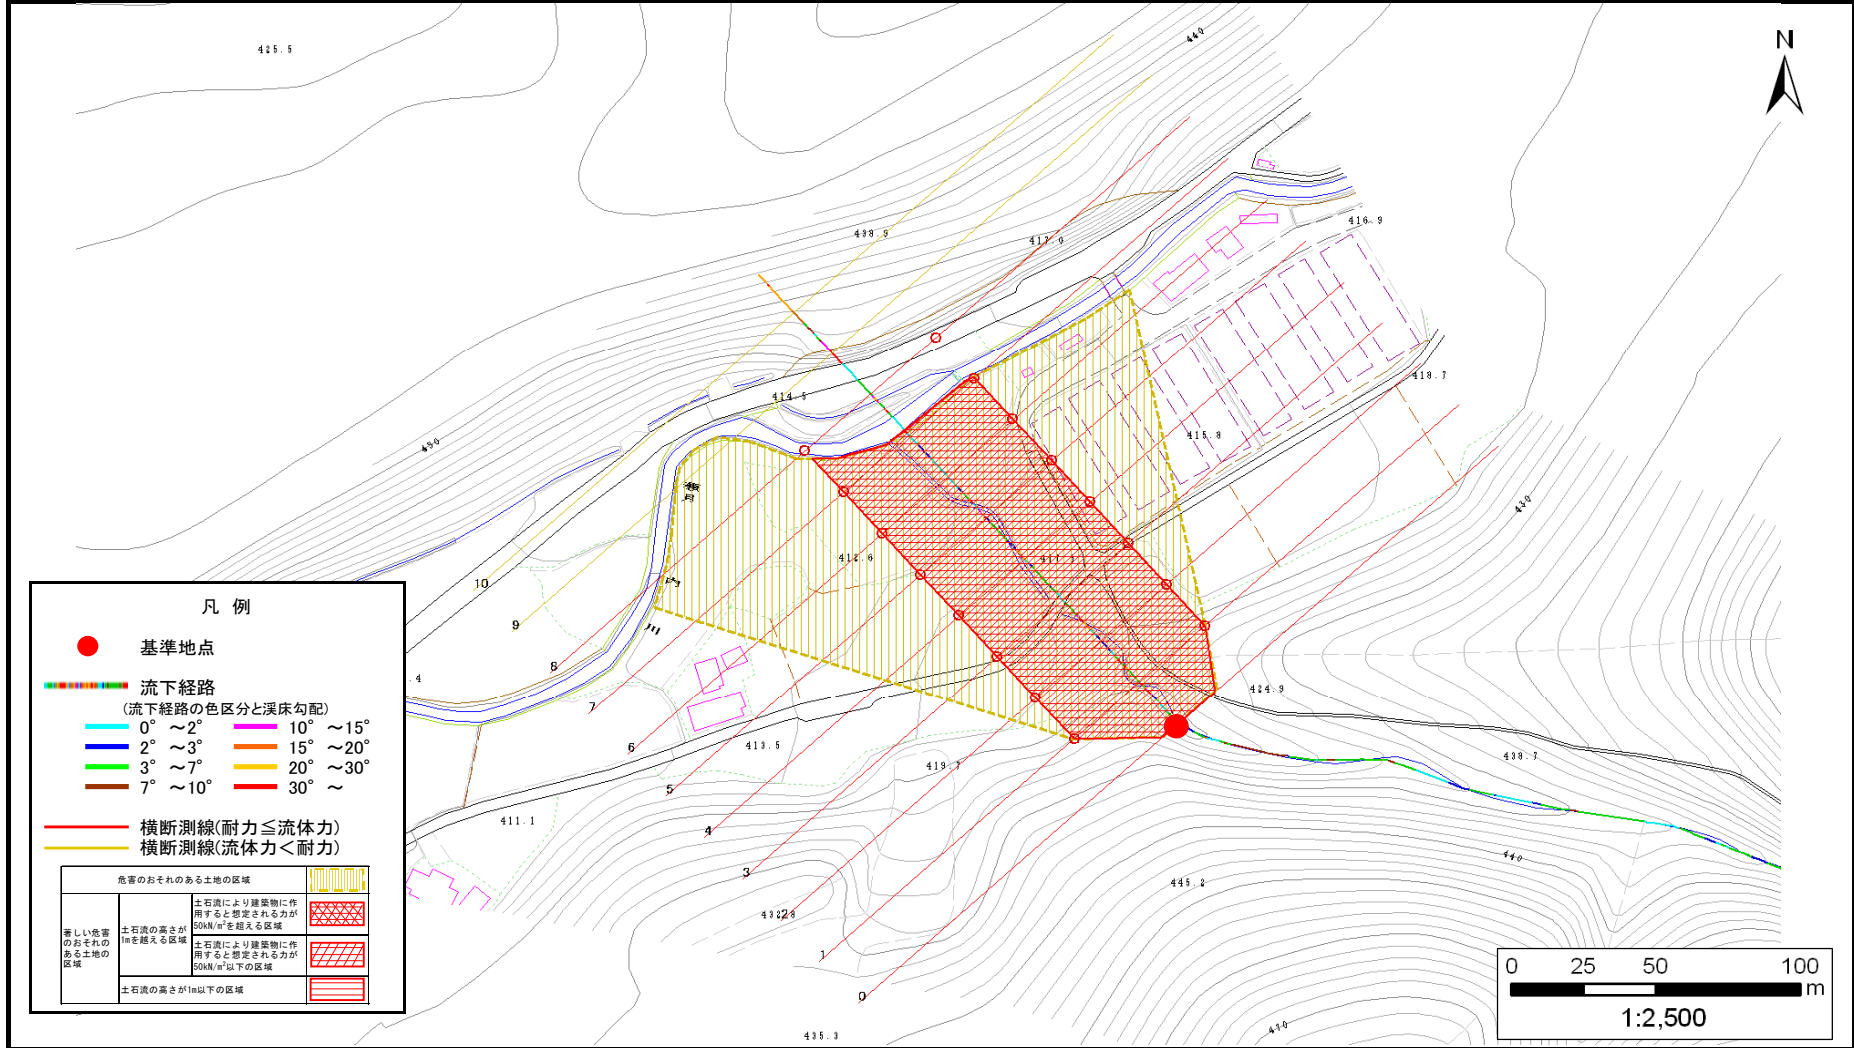 425.5
440
N
438.9
417.0
416.9
414.5
418.7
430
415.8
412.6
430
内
川
10
9
8
7
6
5
4
3
2
1
0
424.9
413.5
419.7
438.7
411.1
440
445.2
435.3
470
凡 例
基準地点
流下経路
(流下経路の色区分と渓床勾配)
0° ～2° 10° ～15°
2° ～3° 15° ～20°
3° ～7° 20° ～30°
7° ～10° 30° ～
横断測線(耐力≦流体力)
横断測線(流体力＜耐力)
危害のおそれのある土地の区域
著しい危害
のおそれの
ある土地の
区域
土石流の高さが
1mを越える区域
土石流により建築物に作
用すると想定される力が
50kN/m²を超える区域
土石流により建築物に作
用すると想定される力が
50kN/m²以下の区域
土石流の高さが1m以下の区域
0 25 50 100
m
1:2,500